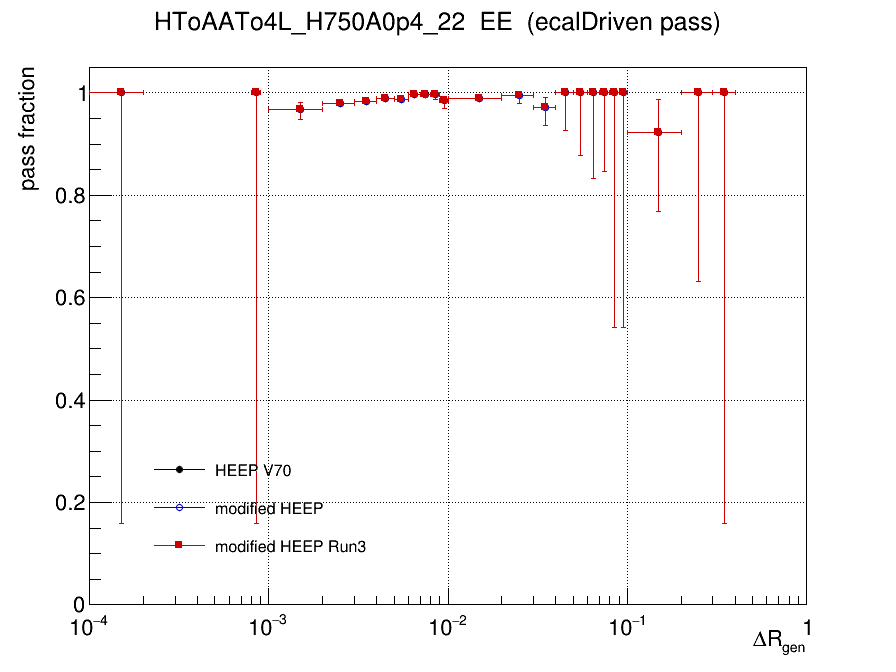 HToAATo4L_H750A0p4_22 EE (ecalDriven pass)
pass fraction
1
0.8
0.6
0.4
0.2
0
HEEP V70
modified HEEP
modified HEEP Run3
10⁻⁴ 10⁻³ 10⁻² 10⁻¹ 1
ΔR_gen